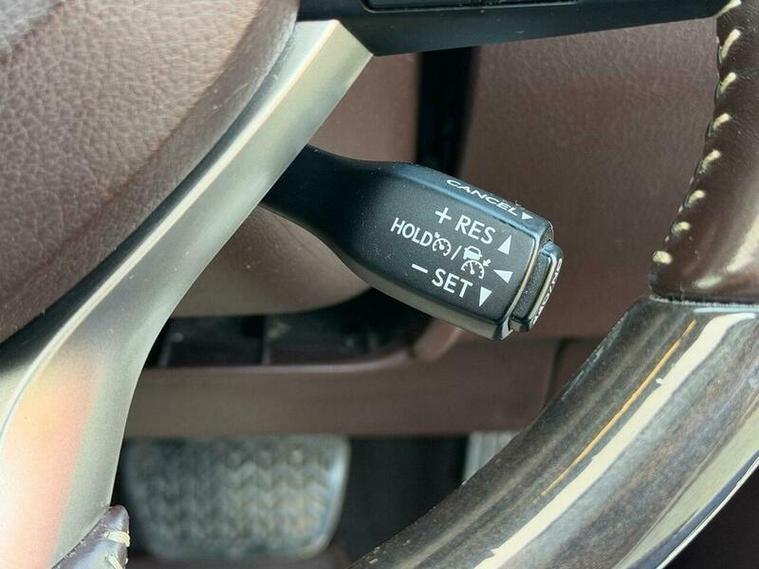 CANCEL
+ RES
HOLD /
− SET